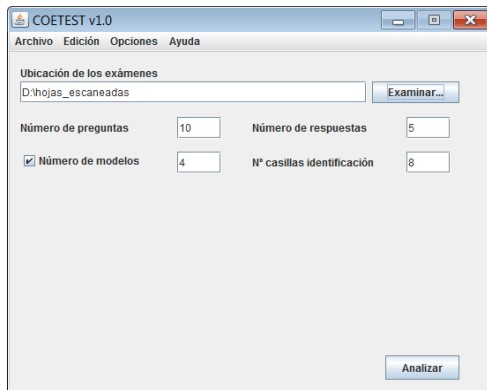 COETEST v1.0
Archivo Edición Opciones Ayuda
Ubicación de los exámenes
D:\hojas_escaneadas Examinar...
Número de preguntas 10 Número de respuestas 5
Número de modelos 4 Nº casillas identificación 8
Analizar